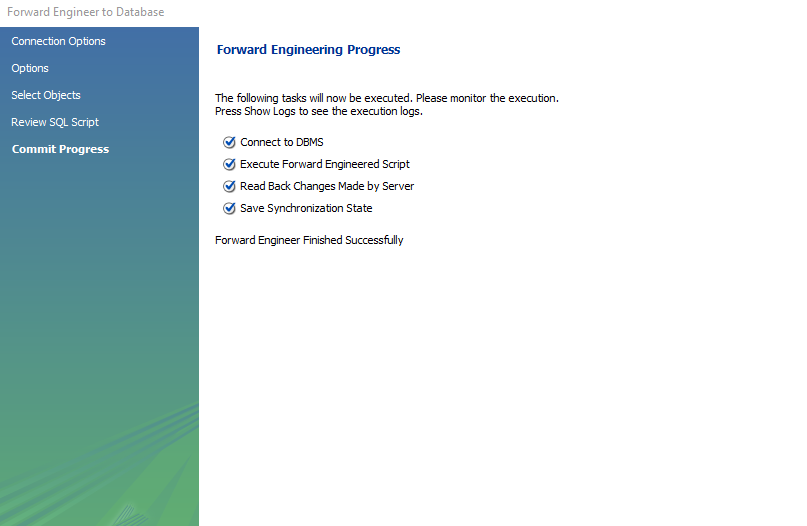 Forward Engineer to Database
Connection Options
Options
Select Objects
Review SQL Script
Commit Progress
Forward Engineering Progress
The following tasks will now be executed. Please monitor the execution.
Press Show Logs to see the execution logs.
Connect to DBMS
Execute Forward Engineered Script
Read Back Changes Made by Server
Save Synchronization State
Forward Engineer Finished Successfully